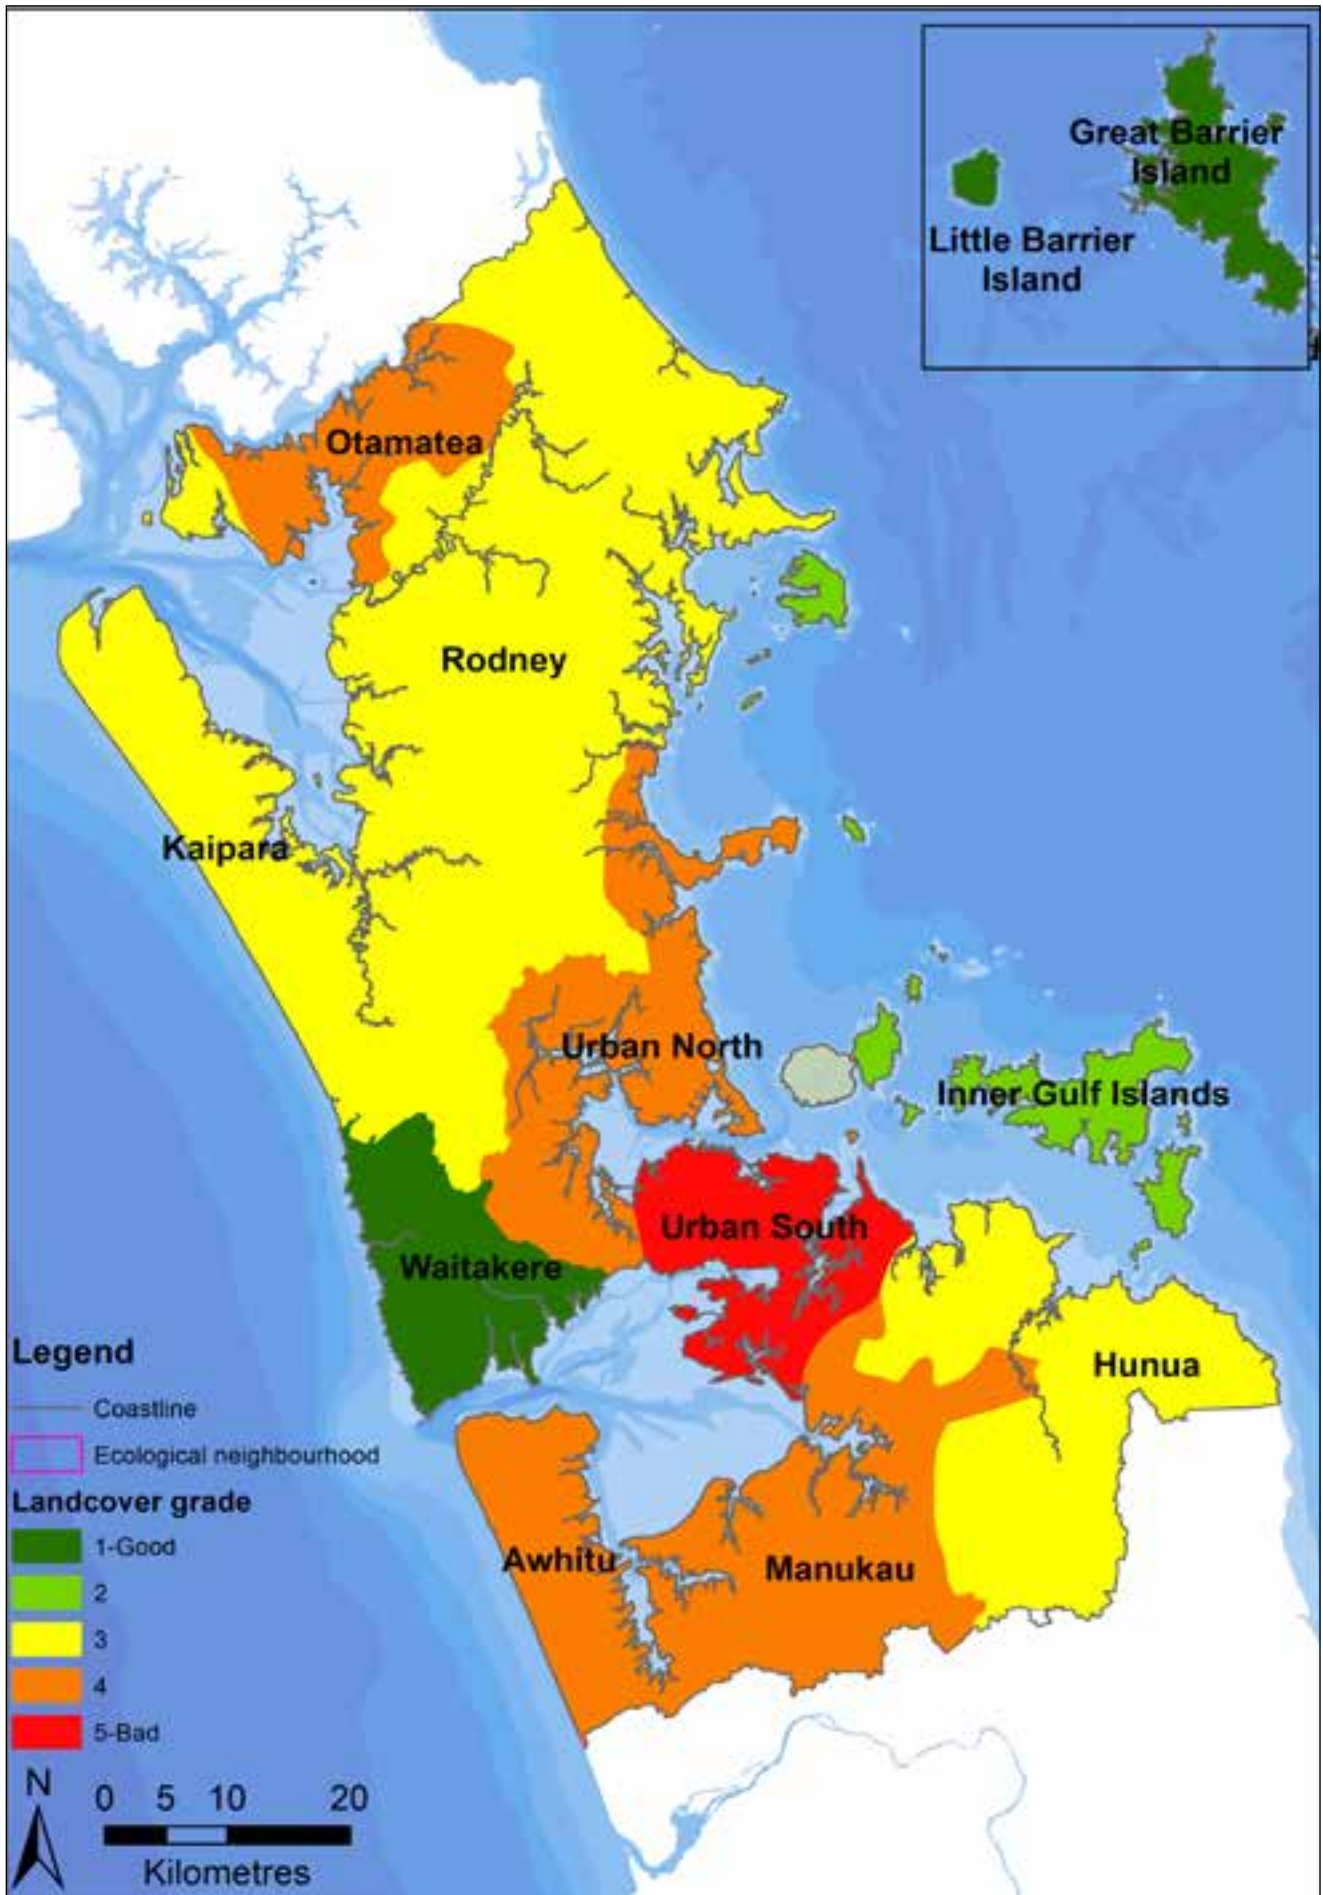 Great Barrier
Island
Little Barrier
Island
Otamatea
Rodney
Kaipara
Urban North
Inner Gulf Islands
Urban South
Waitakere
Hunua
Awhitu
Manukau
Legend
Coastline
Ecological neighbourhood
Landcover grade
1-Good
2
3
4
5-Bad
N
0 5 10 20
Kilometres